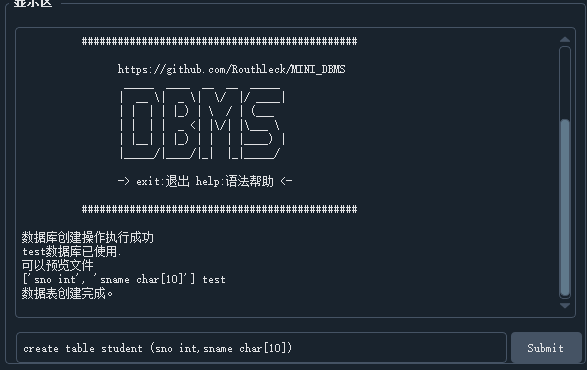 显示区
##############################################
https://github.com/Routhleck/MINI_DBMS
DBMS
-> exit:退出 help:语法帮助 <-
##############################################
数据库创建操作执行成功
test数据库已使用.
可以预览文件
['sno int', 'sname char[10]'] test
数据表创建完成。
create table student (sno int,sname char[10])
Submit